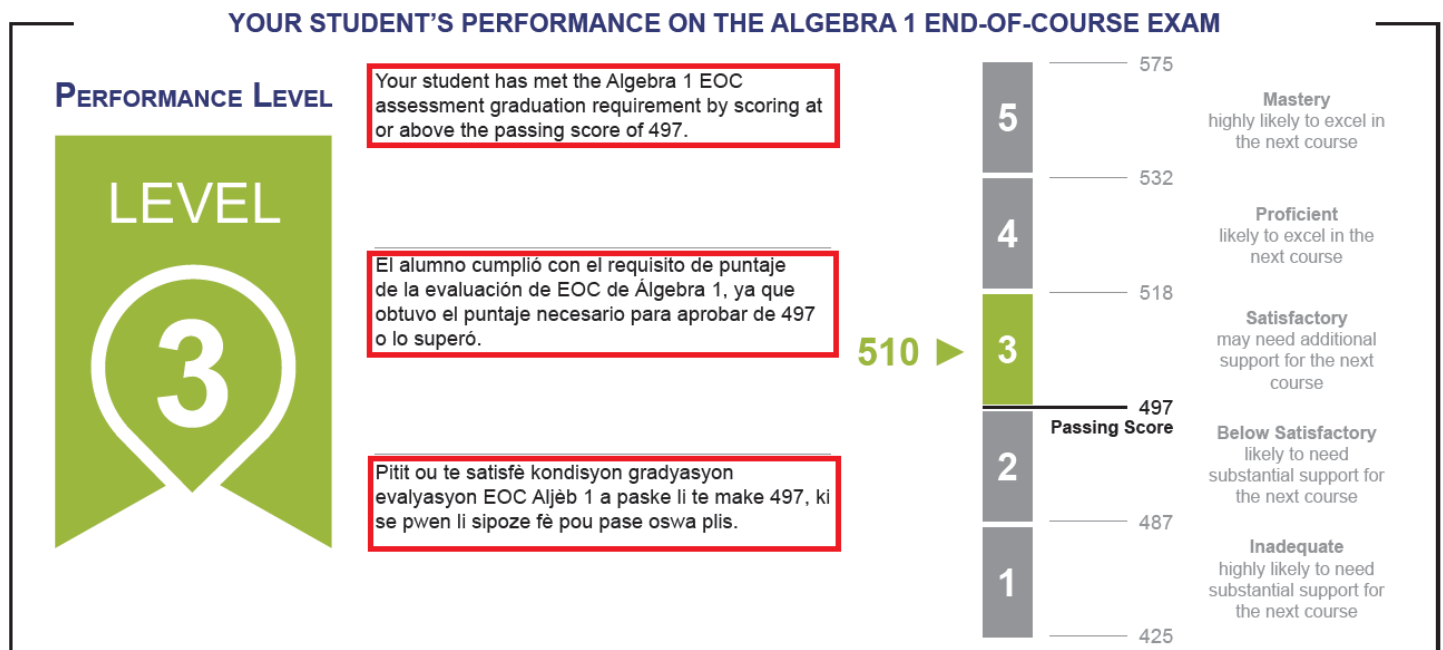 YOUR STUDENT'S PERFORMANCE ON THE ALGEBRA 1 END-OF-COURSE EXAM
PERFORMANCE LEVEL
LEVEL
3
Your student has met the Algebra 1 EOC
assessment graduation requirement by scoring at
or above the passing score of 497.
El alumno cumplió con el requisito de puntaje
de la evaluación de EOC de Álgebra 1, ya que
obtuvo el puntaje necesario para aprobar de 497
o lo superó.
Pitit ou te satisfè kondisyon gradyasyon
evalyasyon EOC Aljèb 1 a paske li te make 497, ki
se pwen li sipoze fè pou pase oswa plis.
510
575
5
Mastery
highly likely to excel in
the next course
532
4
Proficient
likely to excel in the
next course
518
3
Satisfactory
may need additional
support for the next
course
497
Passing Score
2
Below Satisfactory
likely to need
substantial support for
the next course
487
1
Inadequate
highly likely to need
substantial support for
the next course
425